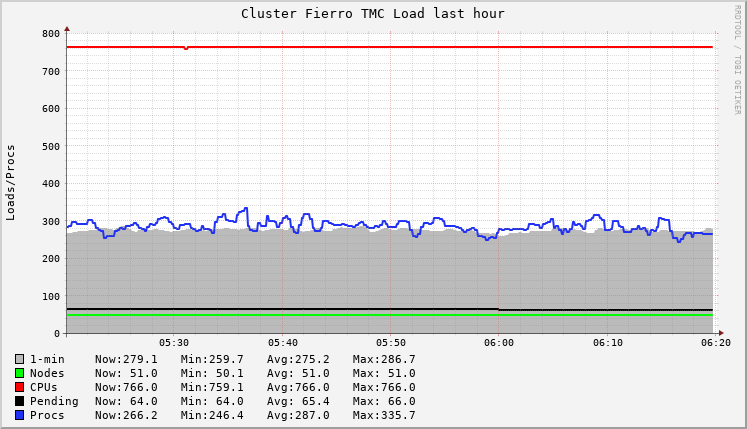 Cluster Fierro TMC Load last hour
RRDTOOL / TOBI OETIKER
Loads/Procs
800
700
600
500
400
300
200
100
0
05:30 05:40 05:50 06:00 06:10 06:20
1-min Now:279.1 Min:259.7 Avg:275.2 Max:286.7
Nodes Now: 51.0 Min: 50.1 Avg: 51.0 Max: 51.0
CPUs Now:766.0 Min:759.1 Avg:766.0 Max:766.0
Pending Now: 64.0 Min: 64.0 Avg: 65.4 Max: 66.0
Procs Now:266.2 Min:246.4 Avg:287.0 Max:335.7